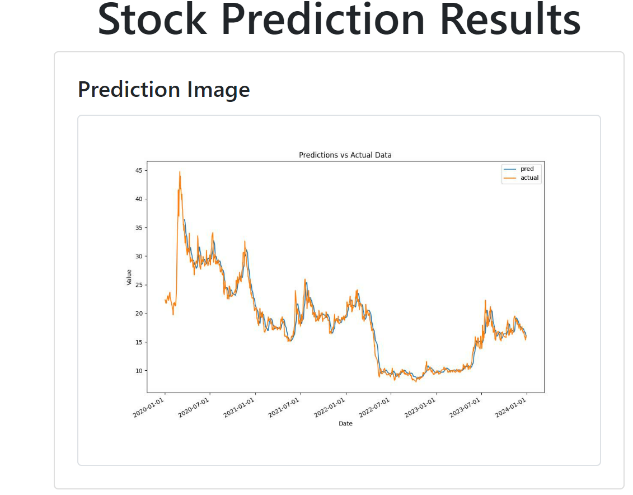 Stock Prediction Results
Prediction Image
Predictions vs Actual Data
pred
actual
45
40
35
30
25
20
15
10
Value
2020-01-01
2020-07-01
2021-01-01
2021-07-01
2022-01-01
2022-07-01
2023-01-01
2023-07-01
2024-01-01
Date